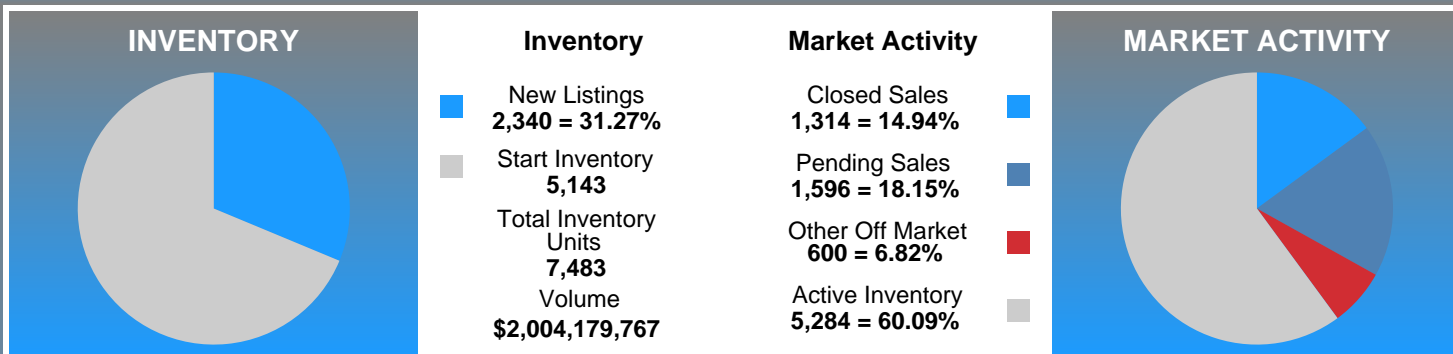 INVENTORY
Inventory
New Listings
2,340 = 31.27%
Start Inventory
5,143
Total Inventory
Units
7,483
Volume
$2,004,179,767
Market Activity
Closed Sales
1,314 = 14.94%
Pending Sales
1,596 = 18.15%
Other Off Market
600 = 6.82%
Active Inventory
5,284 = 60.09%
MARKET ACTIVITY